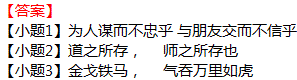 【答案】
【小题1】为人谋而不忠乎 与朋友交而不信乎
【小题2】道之所存， 师之所存也
【小题3】金戈铁马， 气吞万里如虎